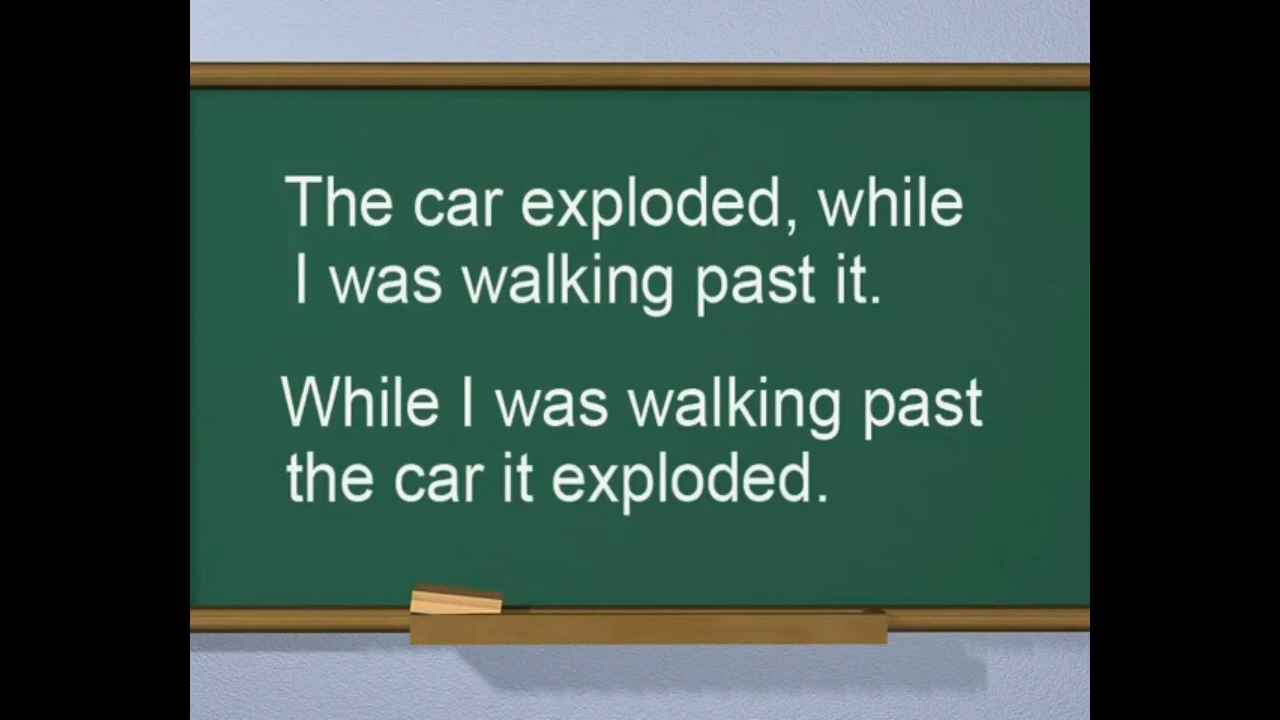 The car exploded, while
I was walking past it.
While I was walking past
the car it exploded.